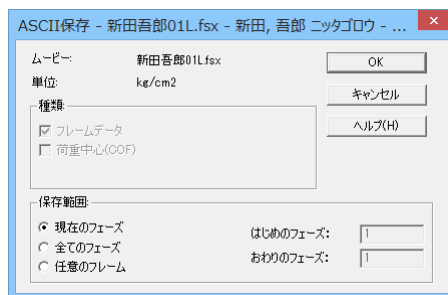 ASCII保存 - 新田吾郎01L.fsx - 新田, 吾郎 ニッタゴロウ - ...
ムービー: 新田吾郎01L.fsx
OK
単位: kg/cm2
キャンセル
種類:
ヘルプ(H)
フレームデータ
荷重中心(COF)
保存範囲:
現在のフェーズ
はじめのフェーズ: 1
全てのフェーズ
おわりのフェーズ: 1
任意のフレーム